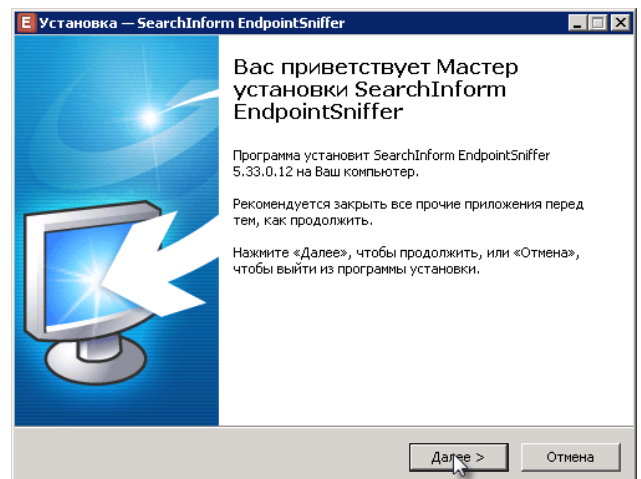 E Установка — SearchInform EndpointSniffer
Вас приветствует Мастер
установки SearchInform
EndpointSniffer
Программа установит SearchInform EndpointSniffer
5.33.0.12 на Ваш компьютер.
Рекомендуется закрыть все прочие приложения перед
тем, как продолжить.
Нажмите «Далее», чтобы продолжить, или «Отмена»,
чтобы выйти из программы установки.
Далее >
Отмена